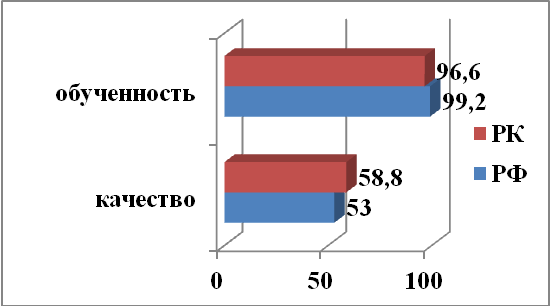 обученность
96,6
99,2
РК
РФ
качество
58,8
53
0 50 100